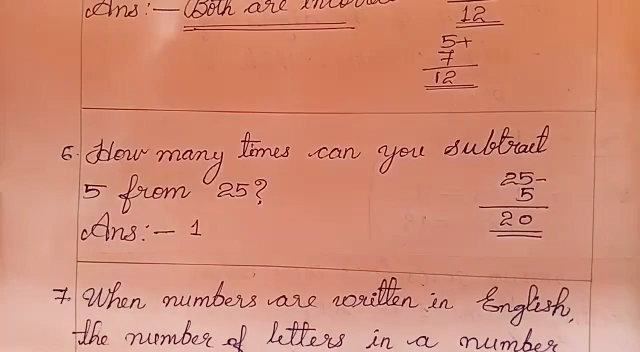 Ans:- Both are
12
5+
7
12
6. How many times can you subtract
5 from 25?
25-
5
20
Ans:- 1
7. When numbers are written in English,
the number of letters in a number